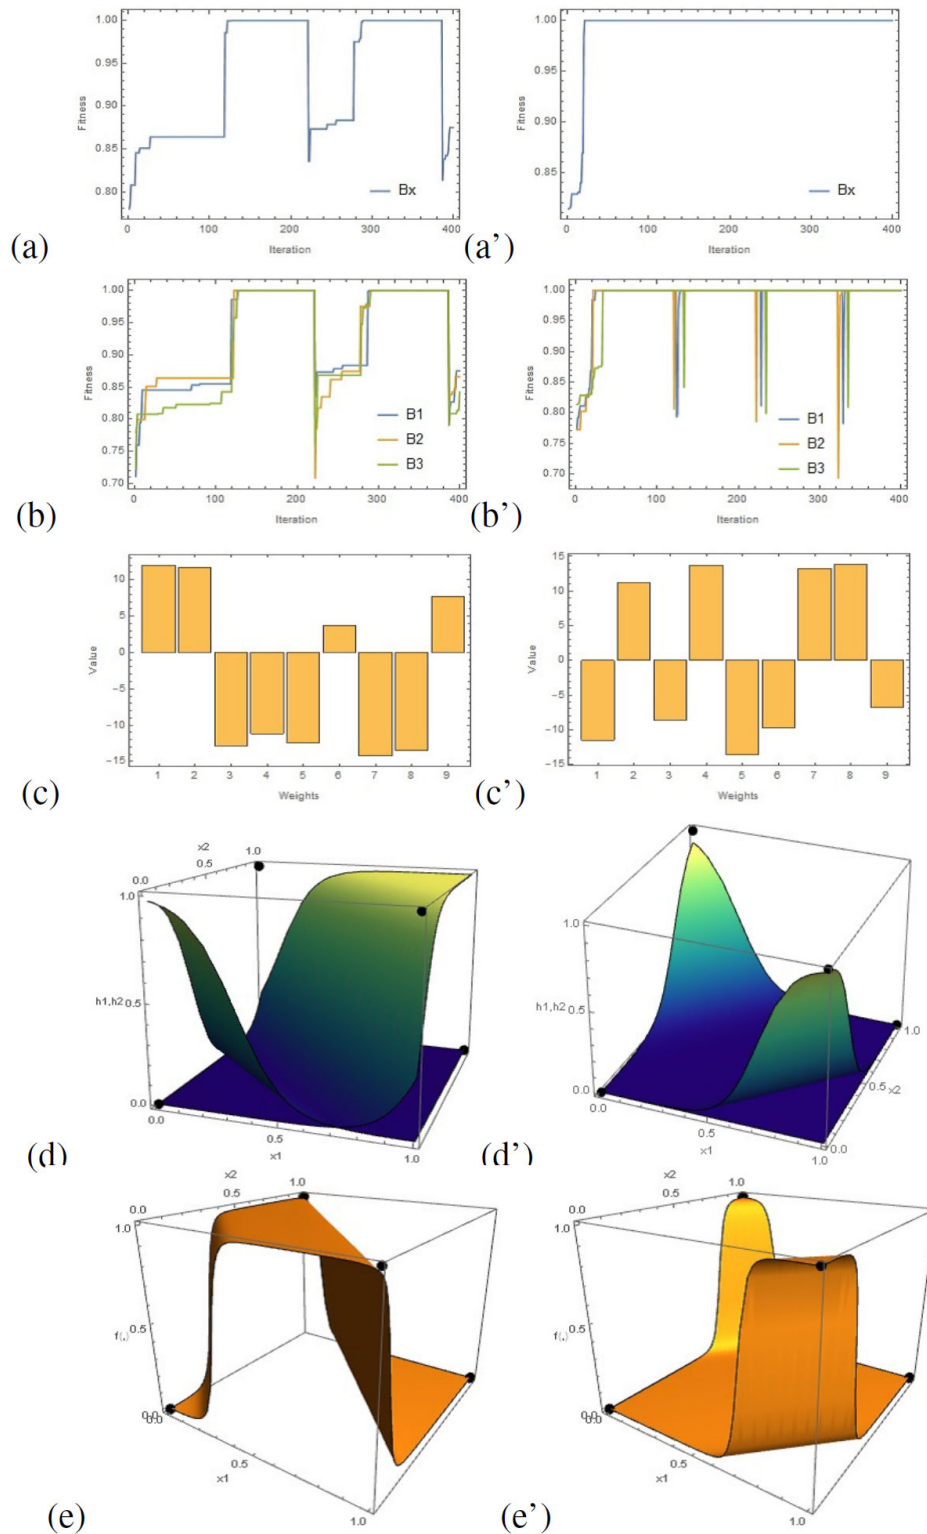 1.00
0.95
0.90
0.85
0.80
Fitness
Bx
0 100 200 300 400
Iteration
(a)
1.00
0.95
0.90
0.85
Fitness
Bx
0 100 200 300 400
Iteration
(a’)
1.00
0.95
0.90
0.85
0.80
0.75
0.70
Fitness
B1
B2
B3
0 100 200 300 400
Iteration
(b)
1.00
0.95
0.90
0.85
0.80
0.75
0.70
Fitness
B1
B2
B3
0 100 200 300 400
Iteration
(b’)
10
5
0
−5
−10
−15
Value
1 2 3 4 5 6 7 8 9
Weights
(c)
15
10
5
0
−5
−10
−15
Value
1 2 3 4 5 6 7 8 9
Weights
(c’)
x2
0.0 0.5 1.0
1.0
h1,h2 0.5
0.0
0.0 0.5 1.0
x1
(d)
1.0
h1,h2 0.5
0.0
0.0 0.5 1.0
x1
0.0 0.5 1.0
x2
(d’)
x2
0.0 0.5 1.0
1.0
0.5
f(,)
0.0
0.0
0.5
x1
1.0
(e)
x2
0.0 0.5 1.0
1.0
0.5
f(,)
0.0
0.0
0.5
x1
1.0
(e’)